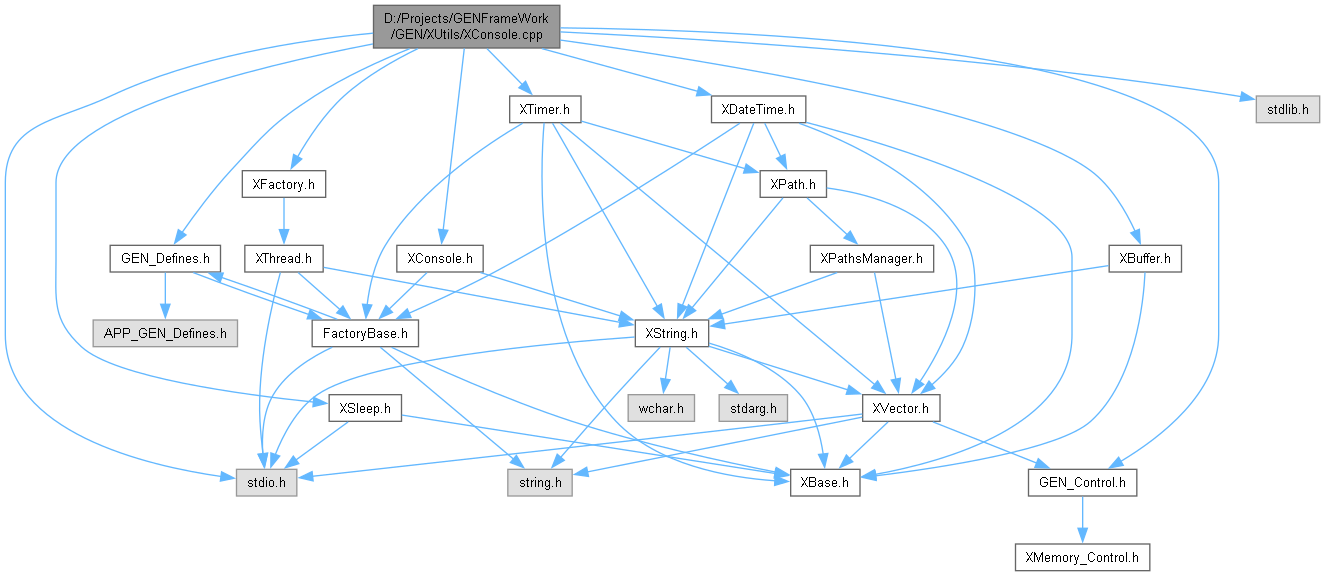 D:/Projects/GENFrameWork
/GEN/XUtils/XConsole.cpp
XTimer.h
XDateTime.h
stdlib.h
XFactory.h
XPath.h
GEN_Defines.h
XThread.h
XConsole.h
XPathsManager.h
XBuffer.h
APP_GEN_Defines.h
FactoryBase.h
XString.h
XSleep.h
wchar.h
stdarg.h
XVector.h
stdio.h
string.h
XBase.h
GEN_Control.h
XMemory_Control.h